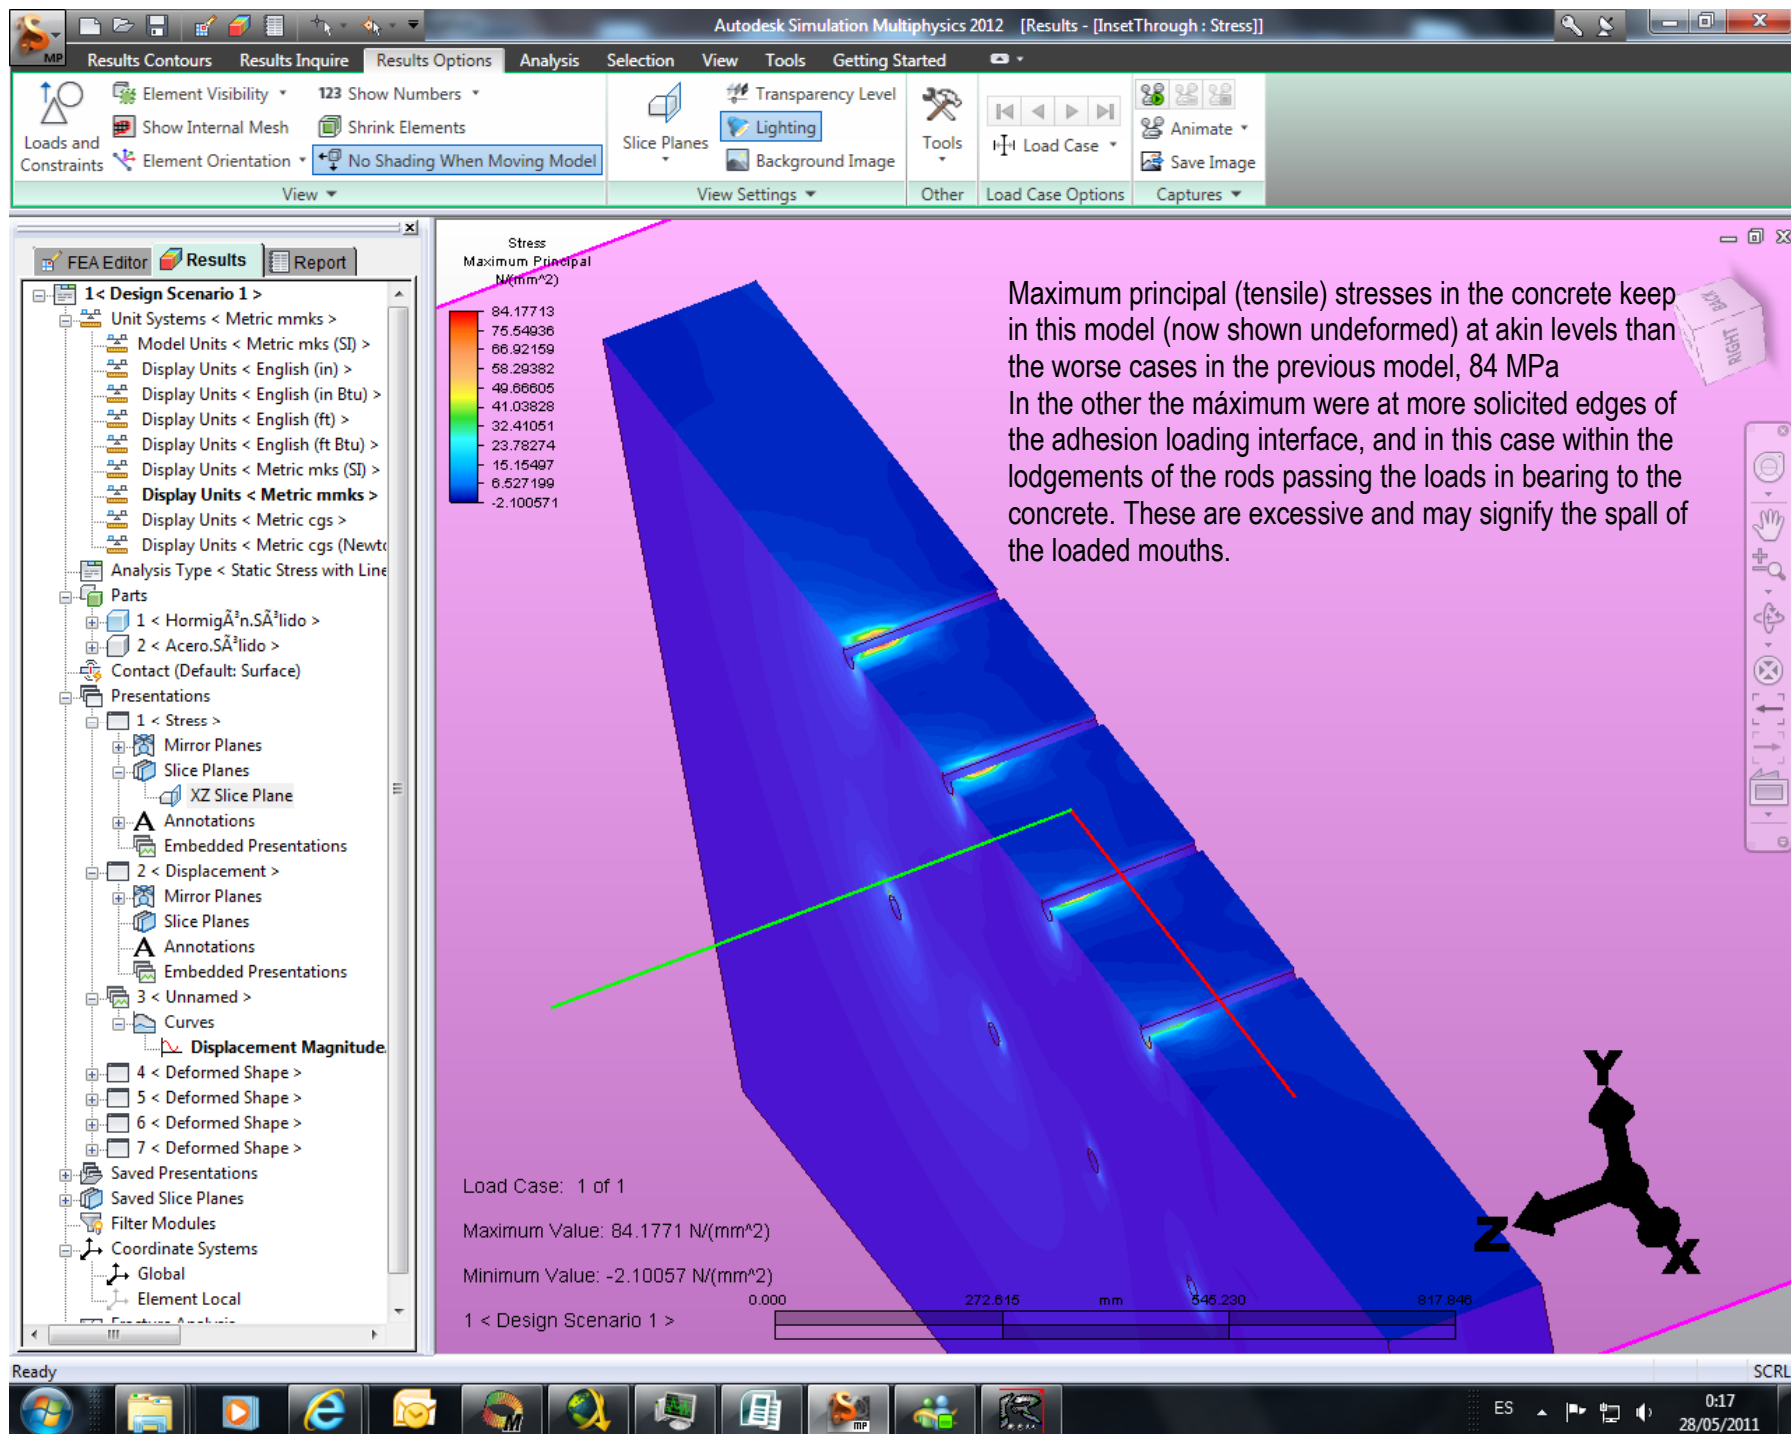 Autodesk Simulation Multiphysics 2012 [Results - [InsetThrough : Stress]]
MP
Results Contours Results Inquire Results Options Analysis Selection View Tools Getting Started
Loads and
Constraints
Element Visibility
Show Internal Mesh
Element Orientation
123 Show Numbers
Shrink Elements
No Shading When Moving Model
View
Slice Planes
Transparency Level
Lighting
Background Image
View Settings
Tools
Other
Load Case
Load Case Options
Animate
Save Image
Captures
FEA Editor Results Report
1< Design Scenario 1 >
Unit Systems < Metric mmks >
Model Units < Metric mks (SI) >
Display Units < English (in) >
Display Units < English (in Btu) >
Display Units < English (ft) >
Display Units < English (ft Btu) >
Display Units < Metric mks (SI) >
Display Units < Metric mmks >
Display Units < Metric cgs >
Display Units < Metric cgs (Newto
Analysis Type < Static Stress with Line
Parts
1 < HormigÃ³n.SÃ³lido >
2 < Acero.SÃ³lido >
Contact (Default: Surface)
Presentations
1 < Stress >
Mirror Planes
Slice Planes
XZ Slice Plane
Annotations
Embedded Presentations
2 < Displacement >
Mirror Planes
Slice Planes
Annotations
Embedded Presentations
3 < Unnamed >
Curves
Displacement Magnitude.
4 < Deformed Shape >
5 < Deformed Shape >
6 < Deformed Shape >
7 < Deformed Shape >
Saved Presentations
Saved Slice Planes
Filter Modules
Coordinate Systems
Global
Element Local
Fracture Analysis
Stress
Maximum Principal
N/(mm^2)
84.17713
75.54936
66.92159
58.29382
49.66605
41.03828
32.41051
23.78274
15.15497
6.527199
-2.100571
Maximum principal (tensile) stresses in the concrete keep
in this model (now shown undeformed) at akin levels than
the worse cases in the previous model, 84 MPa
In the other the máximum were at more solicited edges of
the adhesion loading interface, and in this case within the
lodgements of the rods passing the loads in bearing to the
concrete. These are excessive and may signify the spall of
the loaded mouths.
BACK
RIGHT
Y
Z
X
Load Case: 1 of 1
Maximum Value: 84.1771 N/(mm^2)
Minimum Value: -2.10057 N/(mm^2)
1 < Design Scenario 1 >
0.000 272.615 mm 545.230 817.846
Ready
SCRL
MP
ES
0:17
28/05/2011